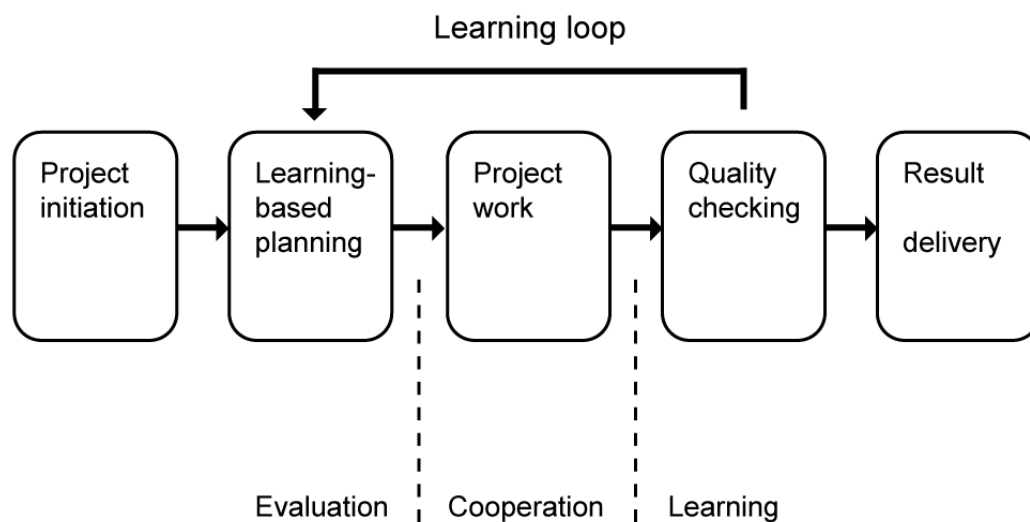 Learning loop
Project
initiation
Learning-
based
planning
Project
work
Quality
checking
Result
delivery
Evaluation
Cooperation
Learning